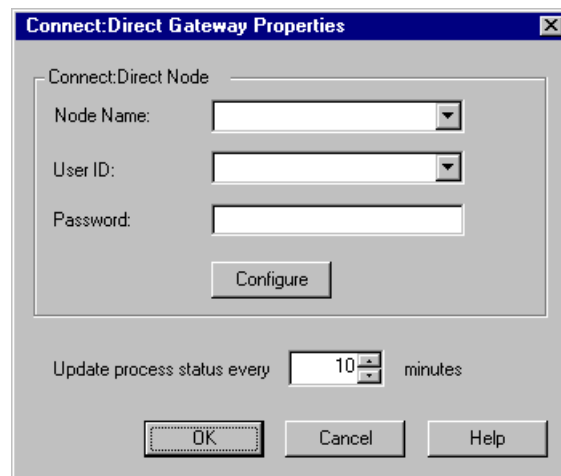 Connect:Direct Gateway Properties
Connect:Direct Node
Node Name:
User ID:
Password:
Configure
Update process status every 10 minutes
OK Cancel Help